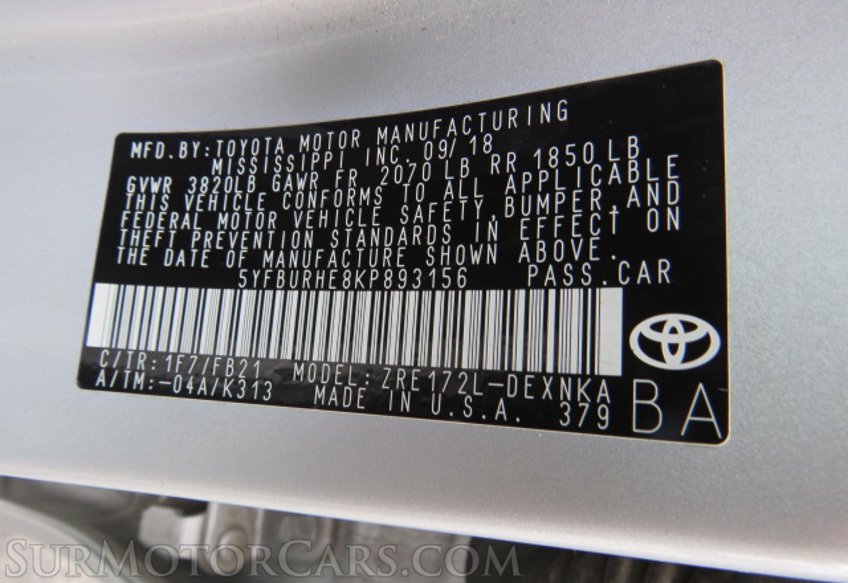 MFD.BY:TOYOTA MOTOR MANUFACTURING
MISSISSIPPI INC. 09/18
GVWR 3820LB GAWR FR 2070 LB RR 1850LB
THIS VEHICLE CONFORMS TO ALL APPLICABLE
FEDERAL MOTOR VEHICLE SAFETY,BUMPER,AND
THEFT PREVENTION STANDARDS IN EFFECT ON
THE DATE OF MANUFACTURE SHOWN ABOVE.
5YFBURHE8KP893156 PASS.CAR
C/TR:1F7/FB21 MODEL:ZRE172L-DEXNKA
A/TM:-04A/K313 MADE IN U.S.A. 379
BA
SurMotorCars.com